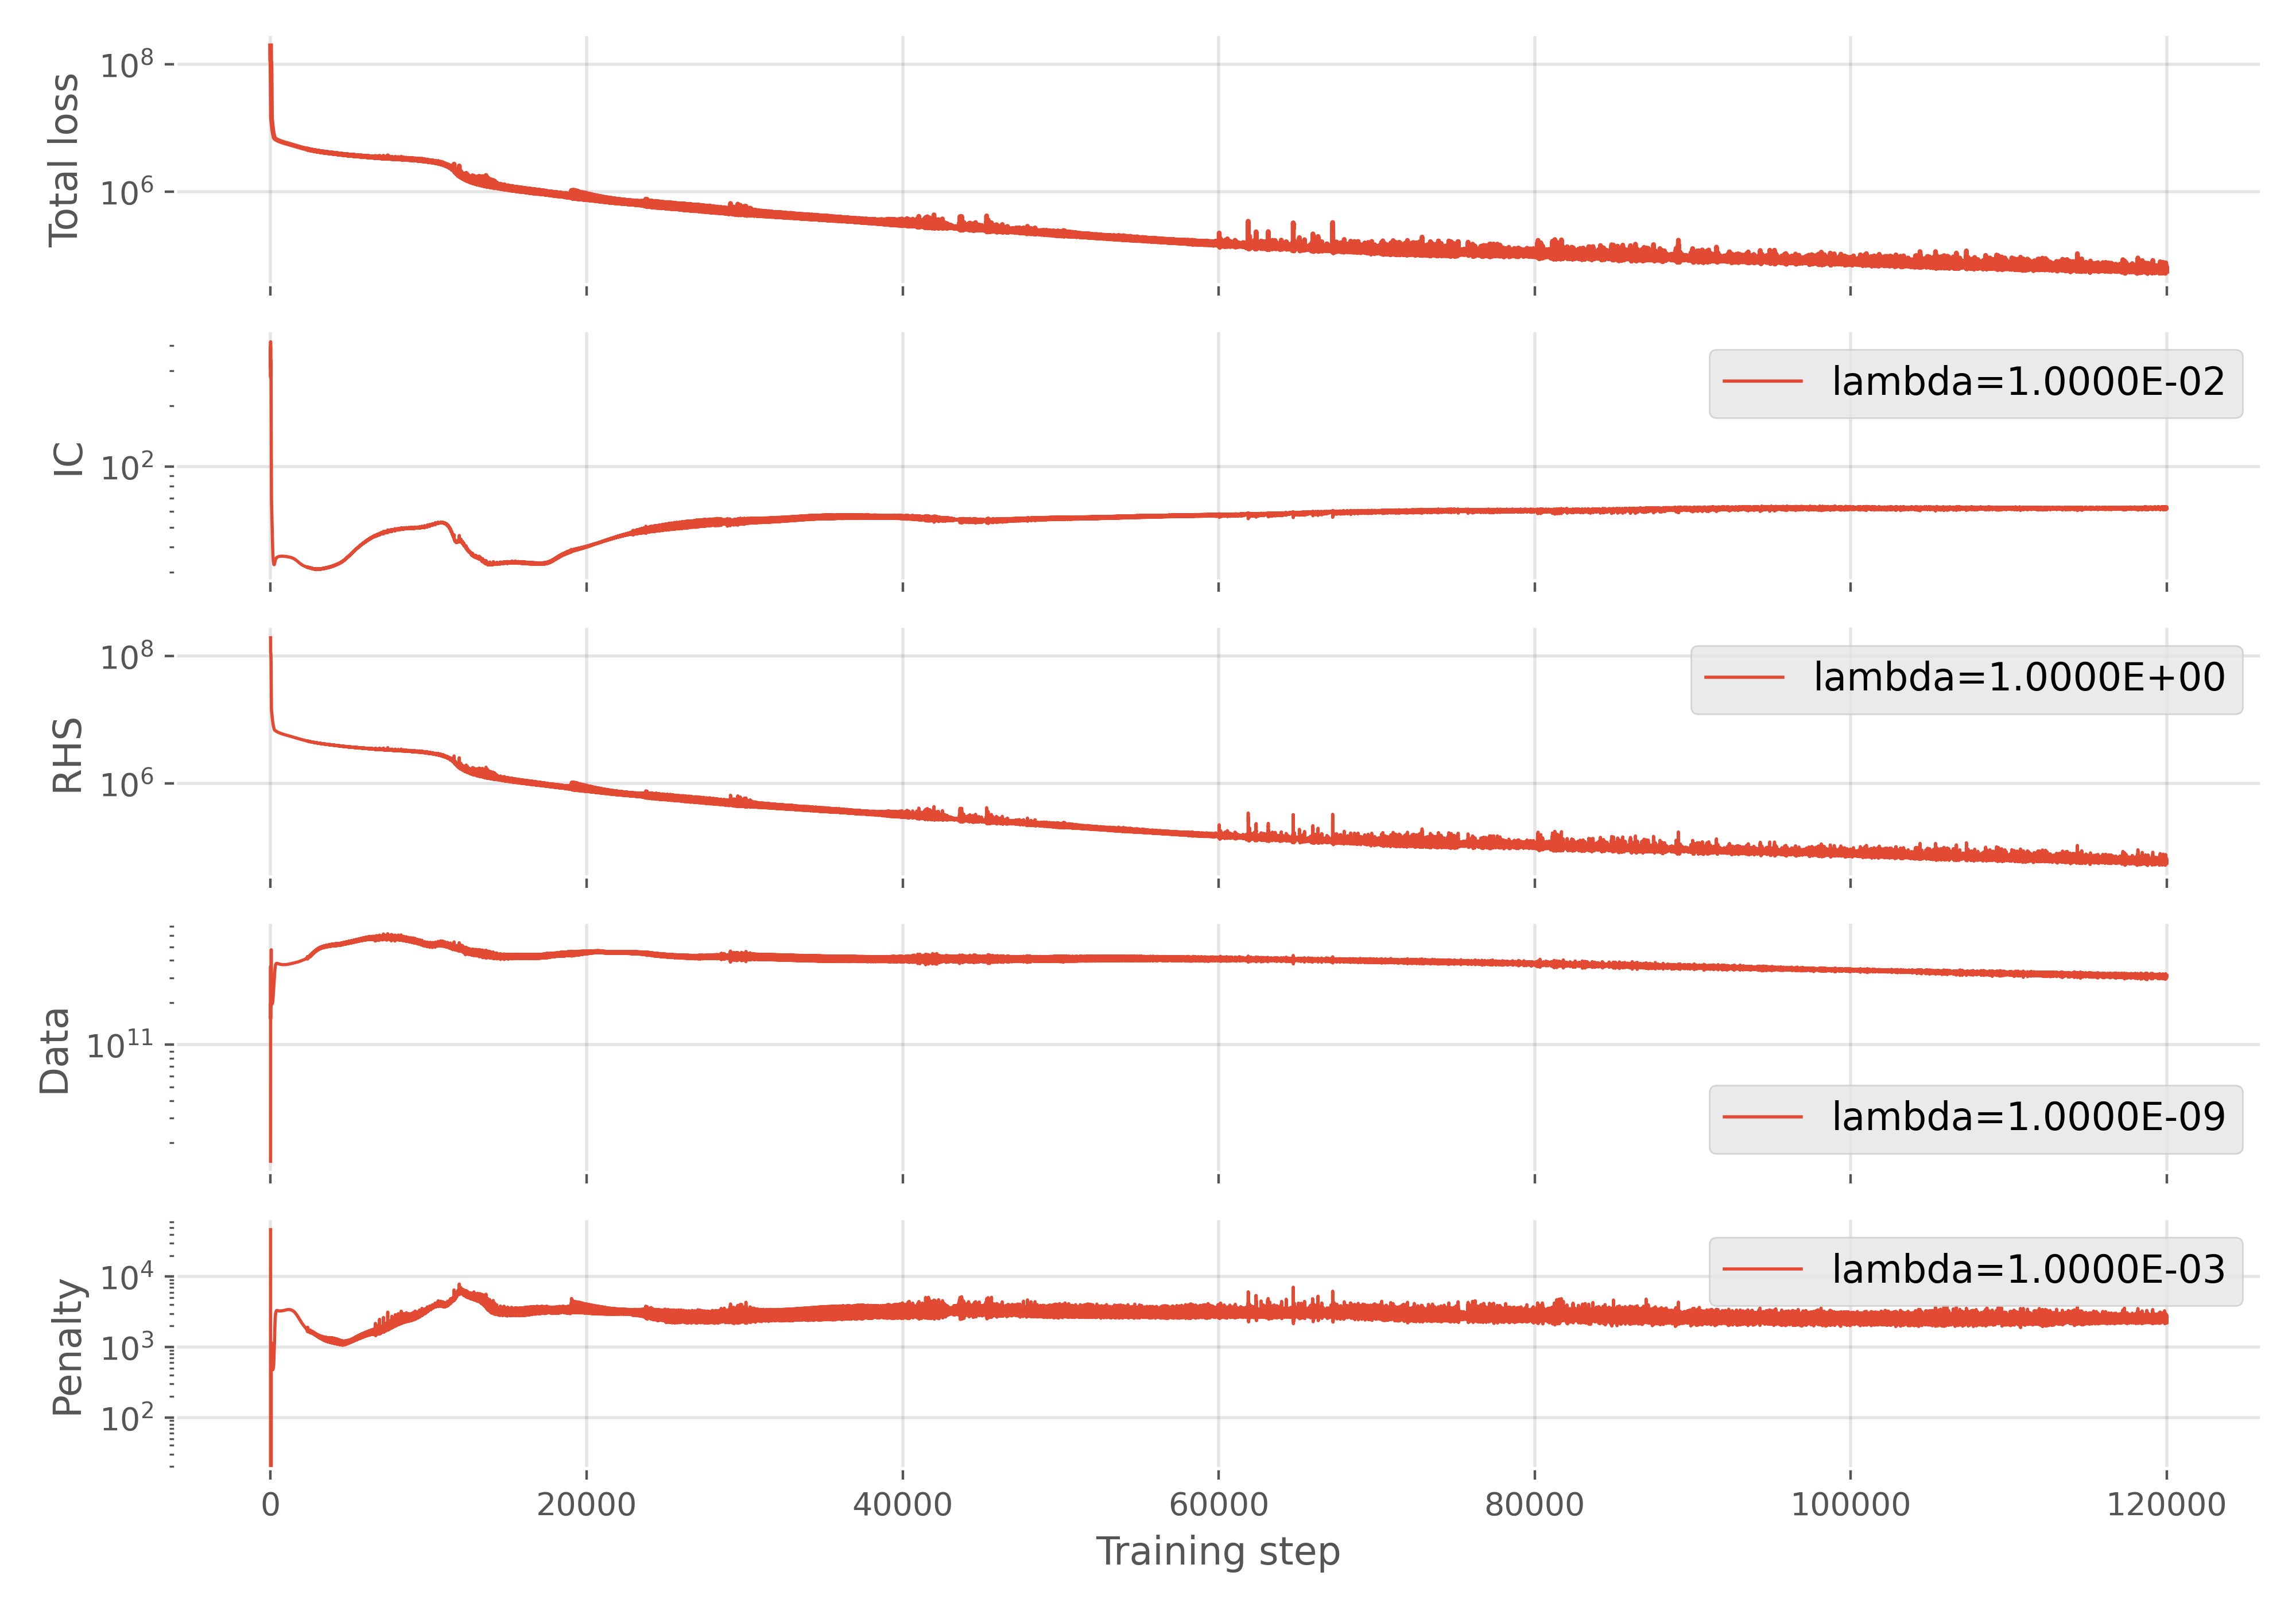 Total loss
10^8
10^6
IC
10^2
lambda=1.0000E-02
RHS
10^8
10^6
lambda=1.0000E+00
Data
10^11
lambda=1.0000E-09
Penalty
10^4
10^3
10^2
lambda=1.0000E-03
0 20000 40000 60000 80000 100000 120000
Training step